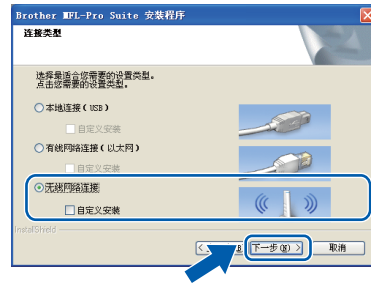 Brother MFL-Pro Suite 安装程序
连接类型
选择最适合您需要的设置类型。
点击您需要的设置类型。
本地连接（USB）
自定义安装
有线网络连接（以太网）
自定义安装
无线网络连接
自定义安装
InstallShield
下一步(N) > 取消